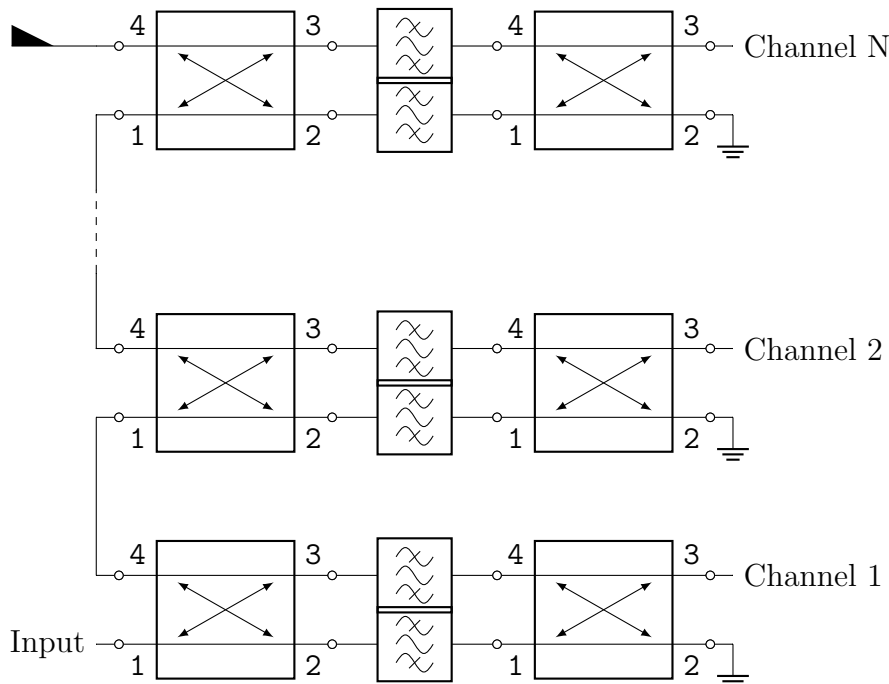 4 3 4 3 Channel N
1 2 1 2
4 3 4 3 Channel 2
1 2 1 2
4 3 4 3 Channel 1
Input 1 2 1 2